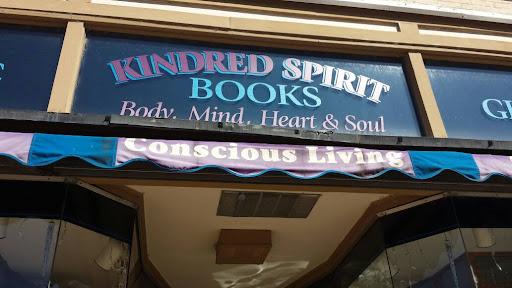 KINDRED SPIRIT
BOOKS
Body, Mind, Heart & Soul
Conscious Living